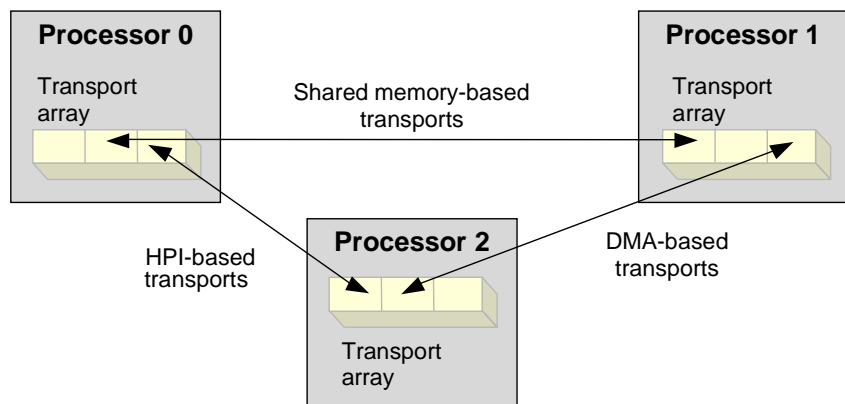 Processor 0
Transport
array
Shared memory-based
transports
Processor 1
Transport
array
HPI-based
transports
Processor 2
Transport
array
DMA-based
transports